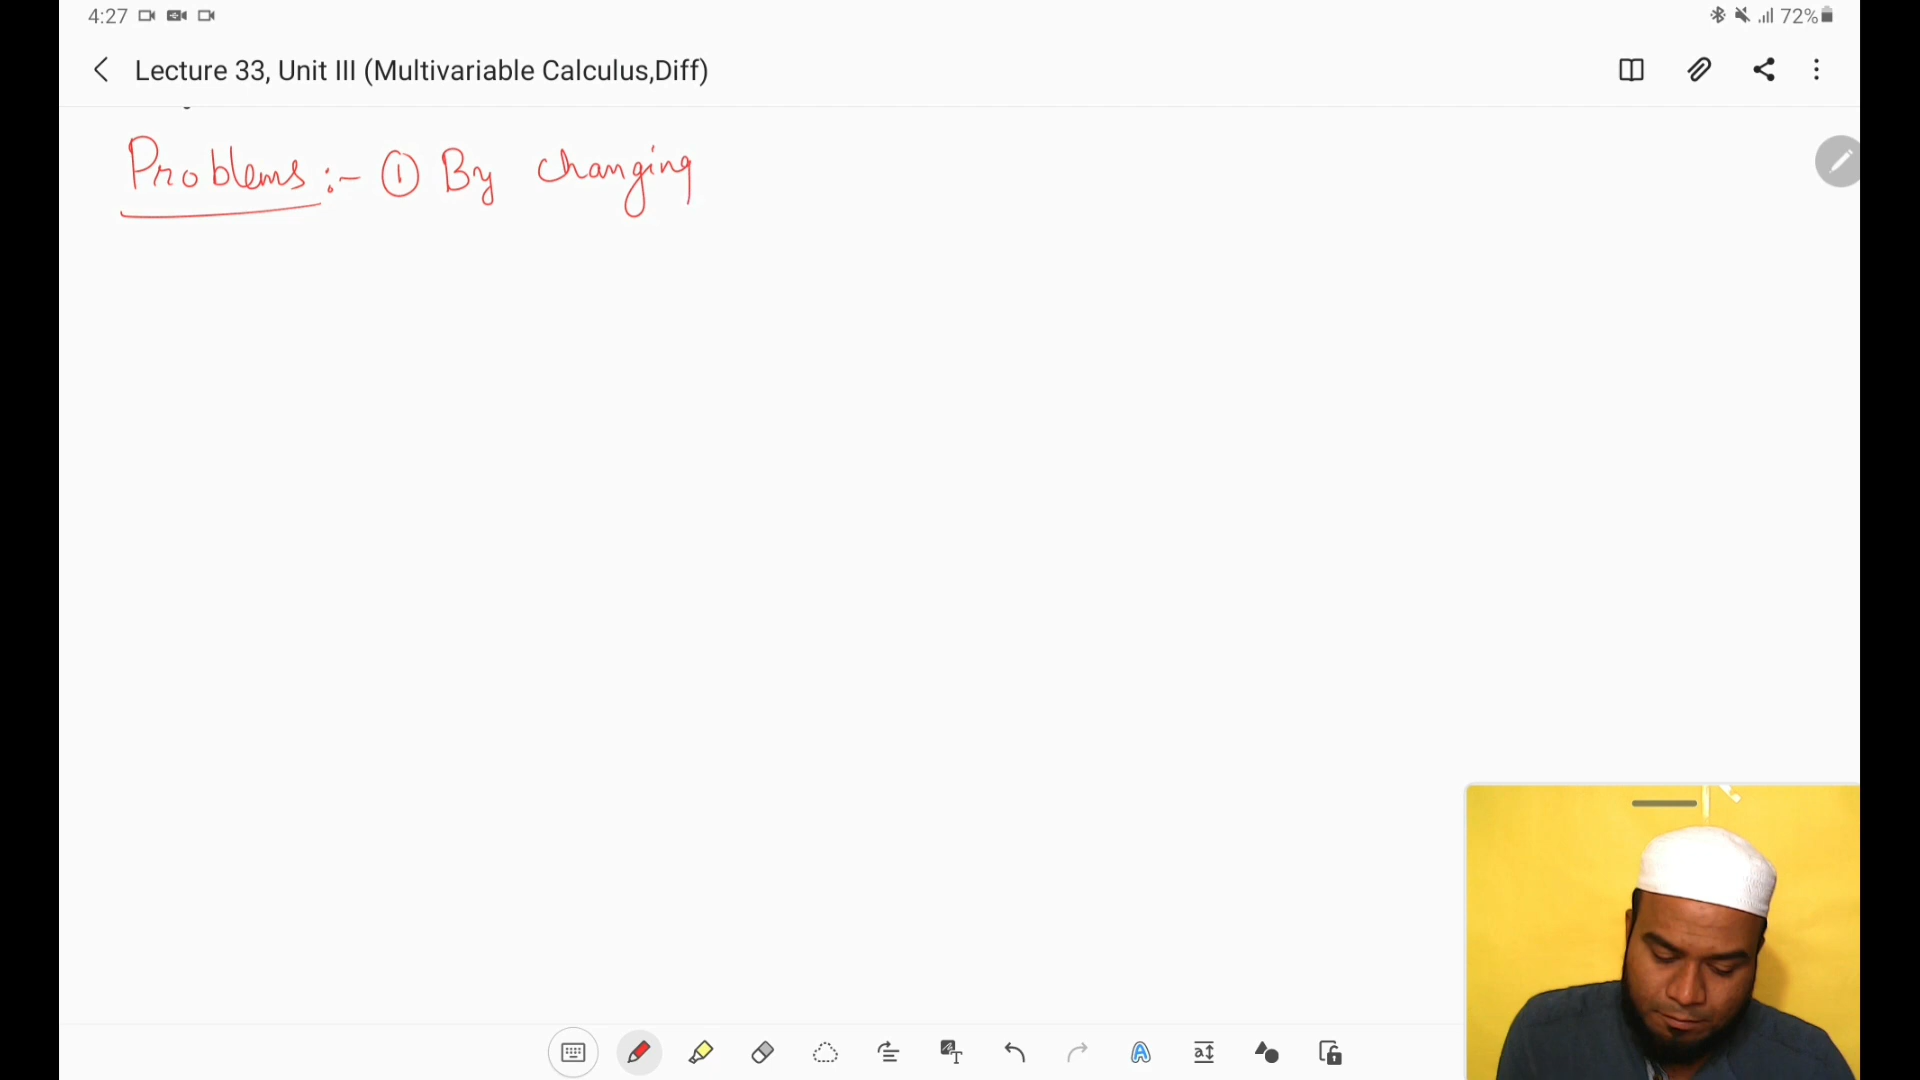 4:27 72%
Lecture 33, Unit III (Multivariable Calculus,Diff)
Problems :- ① By changing